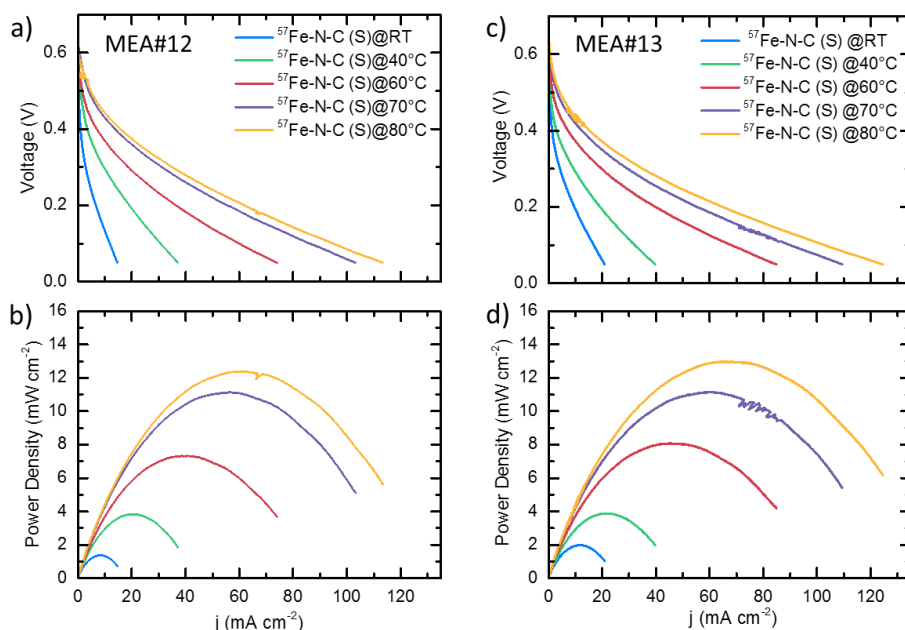 a)
MEA#12
⁵⁷Fe-N-C (S)@RT
⁵⁷Fe-N-C (S)@40°C
⁵⁷Fe-N-C (S)@60°C
⁵⁷Fe-N-C (S)@70°C
⁵⁷Fe-N-C (S)@80°C
Voltage (V)
0.6
0.4
0.2
0.0
c)
MEA#13
⁵⁷Fe-N-C (S) @RT
⁵⁷Fe-N-C (S) @40°C
⁵⁷Fe-N-C (S) @60°C
⁵⁷Fe-N-C (S) @70°C
⁵⁷Fe-N-C (S) @80°C
Voltage (V)
0.6
0.4
0.2
0.0
b)
Power Density (mW cm⁻²)
16
14
12
10
8
6
4
2
0
0 20 40 60 80 100 120
j (mA cm⁻²)
d)
Power Density (mW cm⁻²)
16
14
12
10
8
6
4
2
0
0 20 40 60 80 100 120
j (mA cm⁻²)